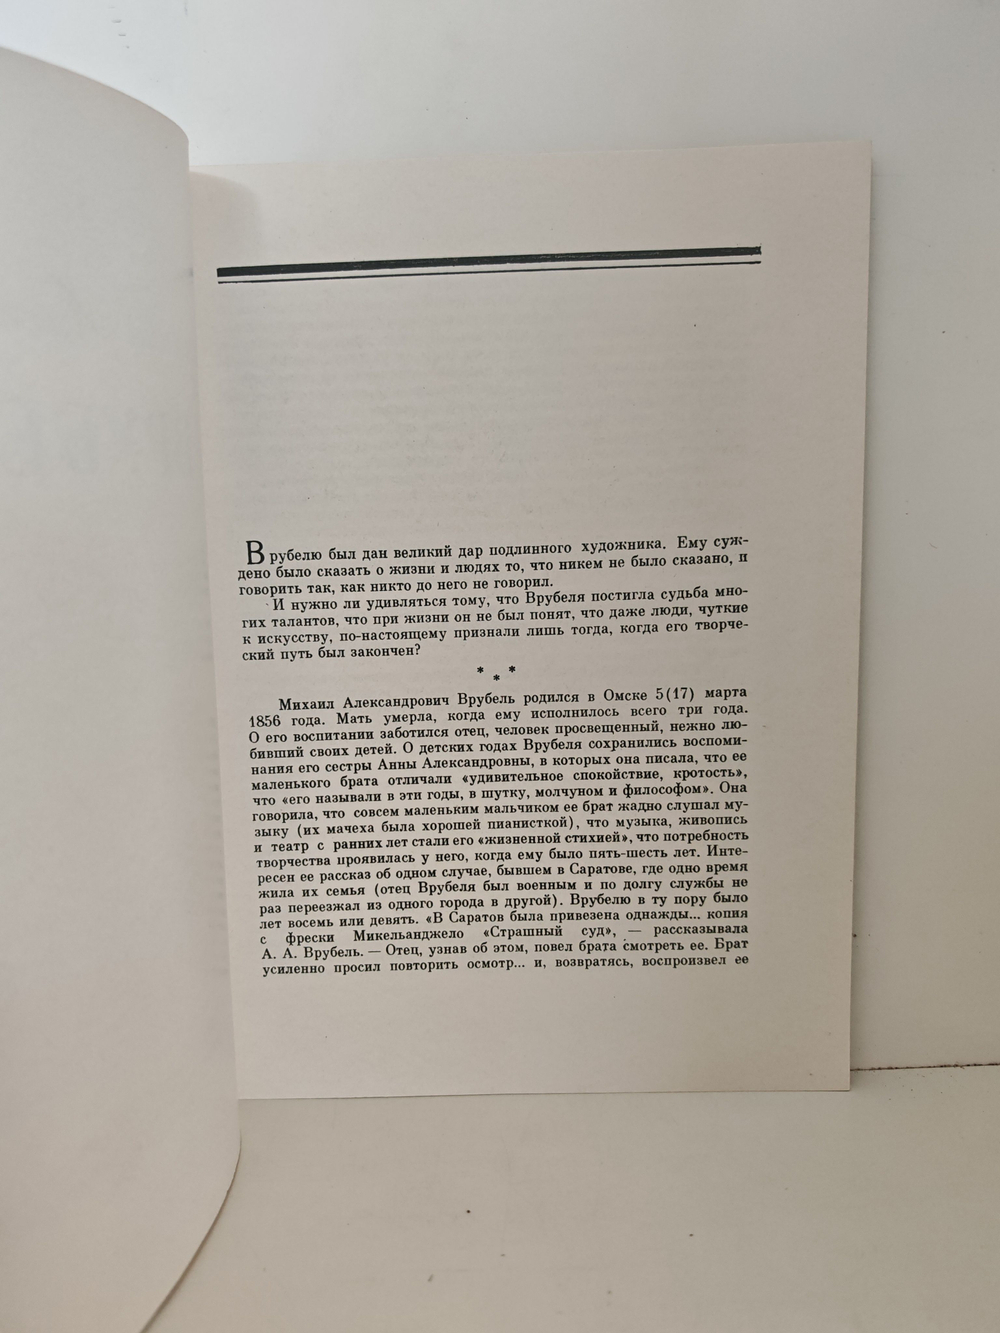 Врубелю был дан великий дар подлинного художника. Ему суж-
дено было сказать о жизни и людях то, что никем не было сказано, и
говорить так, как никто до него не говорил.
И нужно ли удивляться тому, что Врубеля постигла судьба мно-
гих талантов, что при жизни он не был понят, что даже люди, чуткие
к искусству, по-настоящему признали лишь тогда, когда его творче-
ский путь был закончен?
* * *
Михаил Александрович Врубель родился в Омске 5(17) марта
1856 года. Мать умерла, когда ему исполнилось всего три года.
О его воспитании заботился отец, человек просвещенный, нежно лю-
бивший своих детей. О детских годах Врубеля сохранились воспоми-
нания его сестры Анны Александровны, в которых она писала, что ее
маленького брата отличали «удивительное спокойствие, кротость»,
что «его называли в эти годы, в шутку, молчуном и философом». Она
говорила, что совсем маленьким мальчиком ее брат жадно слушал му-
зыку (их мачеха была хорошей пианисткой), что музыка, живопись
и театр с ранних лет стали его «жизненной стихией», что потребность
творчества проявилась у него, когда ему было пять-шесть лет. Инте-
ресен ее рассказ об одном случае, бывшем в Саратове, где одно время
жила их семья (отец Врубеля был военным и по долгу службы не
раз переезжал из одного города в другой). Врубелю в ту пору было
лет восемь или девять. «В Саратов была привезена однажды... копия
с фрески Микельанджело «Страшный суд», — рассказывала
А. А. Врубель. — Отец, узнав об этом, повел брата смотреть ее. Брат
усиленно просил повторить осмотр... и, возвратясь, воспроизвел ее